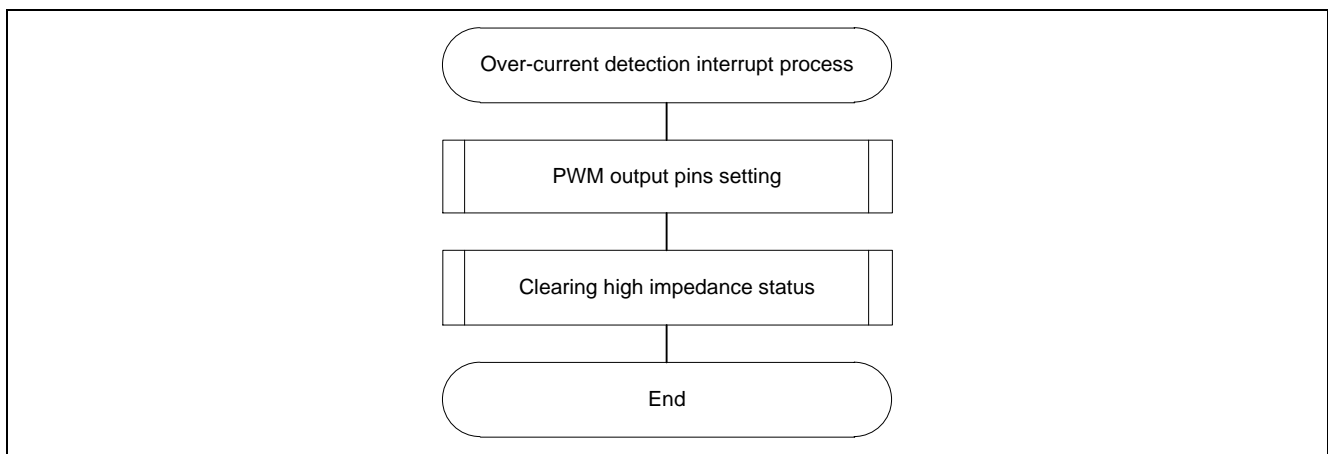 Over-current detection interrupt process
PWM output pins setting
Clearing high impedance status
End